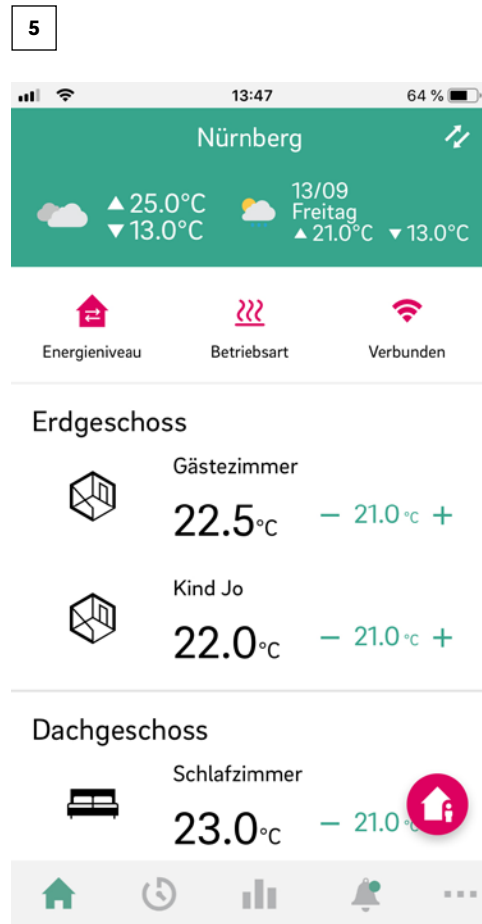 5
13:47
64 %
Nürnberg
▲ 25.0°C
▼ 13.0°C
13/09
Freitag
▲ 21.0°C ▼ 13.0°C
Energieniveau
Betriebsart
Verbunden
Erdgeschoss
Gästezimmer
22.5°C
− 21.0 °C +
Kind Jo
22.0°C
− 21.0 °C +
Dachgeschoss
Schlafzimmer
23.0°C
− 21.0